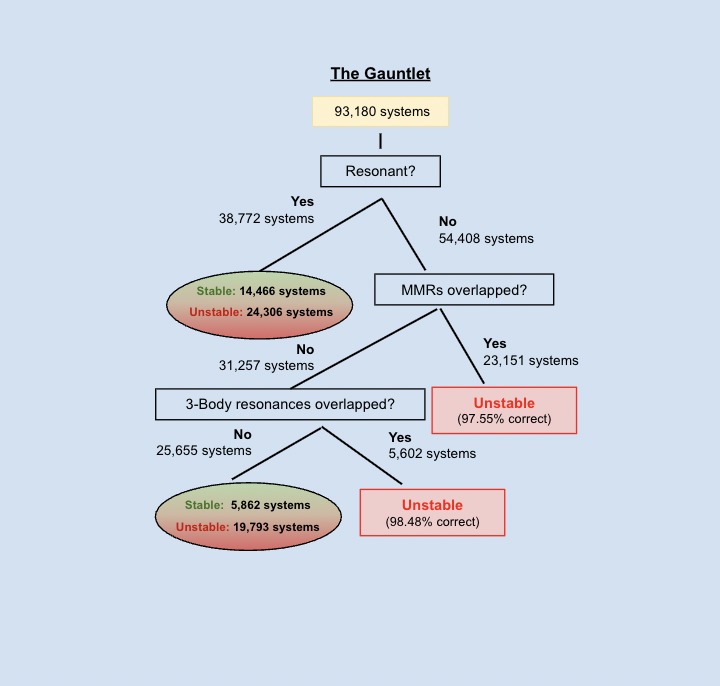 The Gauntlet
93,180 systems
Resonant?
Yes
38,772 systems
No
54,408 systems
Stable: 14,466 systems
Unstable: 24,306 systems
MMRs overlapped?
No
31,257 systems
Yes
23,151 systems
3-Body resonances overlapped?
Unstable
(97.55% correct)
No
25,655 systems
Yes
5,602 systems
Stable: 5,862 systems
Unstable: 19,793 systems
Unstable
(98.48% correct)